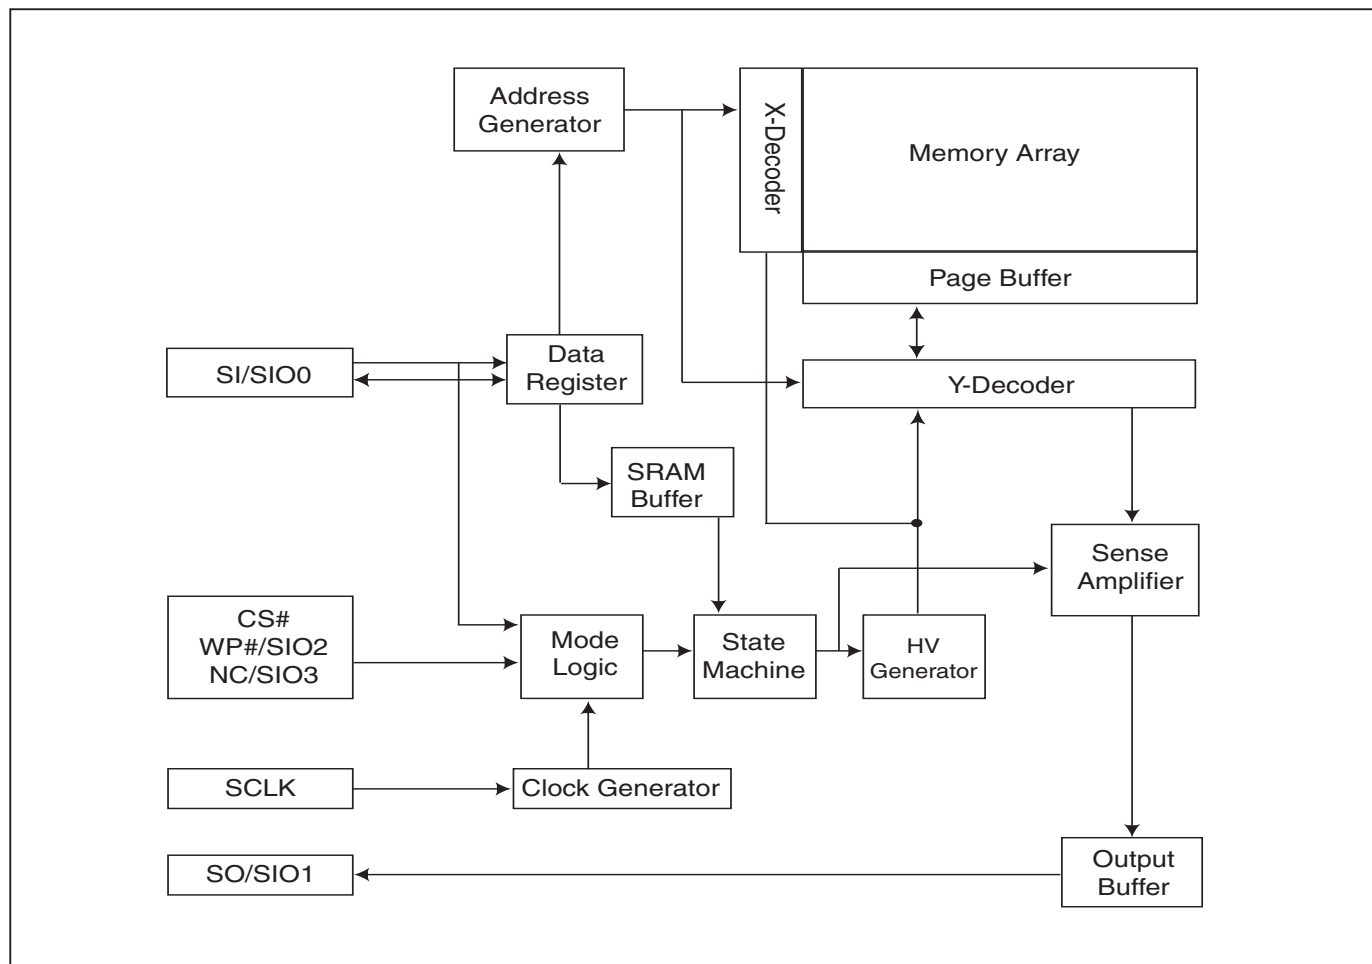 Address
Generator
X-Decoder
Memory Array
Page Buffer
SI/SIO0
Data
Register
Y-Decoder
SRAM
Buffer
Sense
Amplifier
CS#
WP#/SIO2
NC/SIO3
Mode
Logic
State
Machine
HV
Generator
SCLK
Clock Generator
SO/SIO1
Output
Buffer